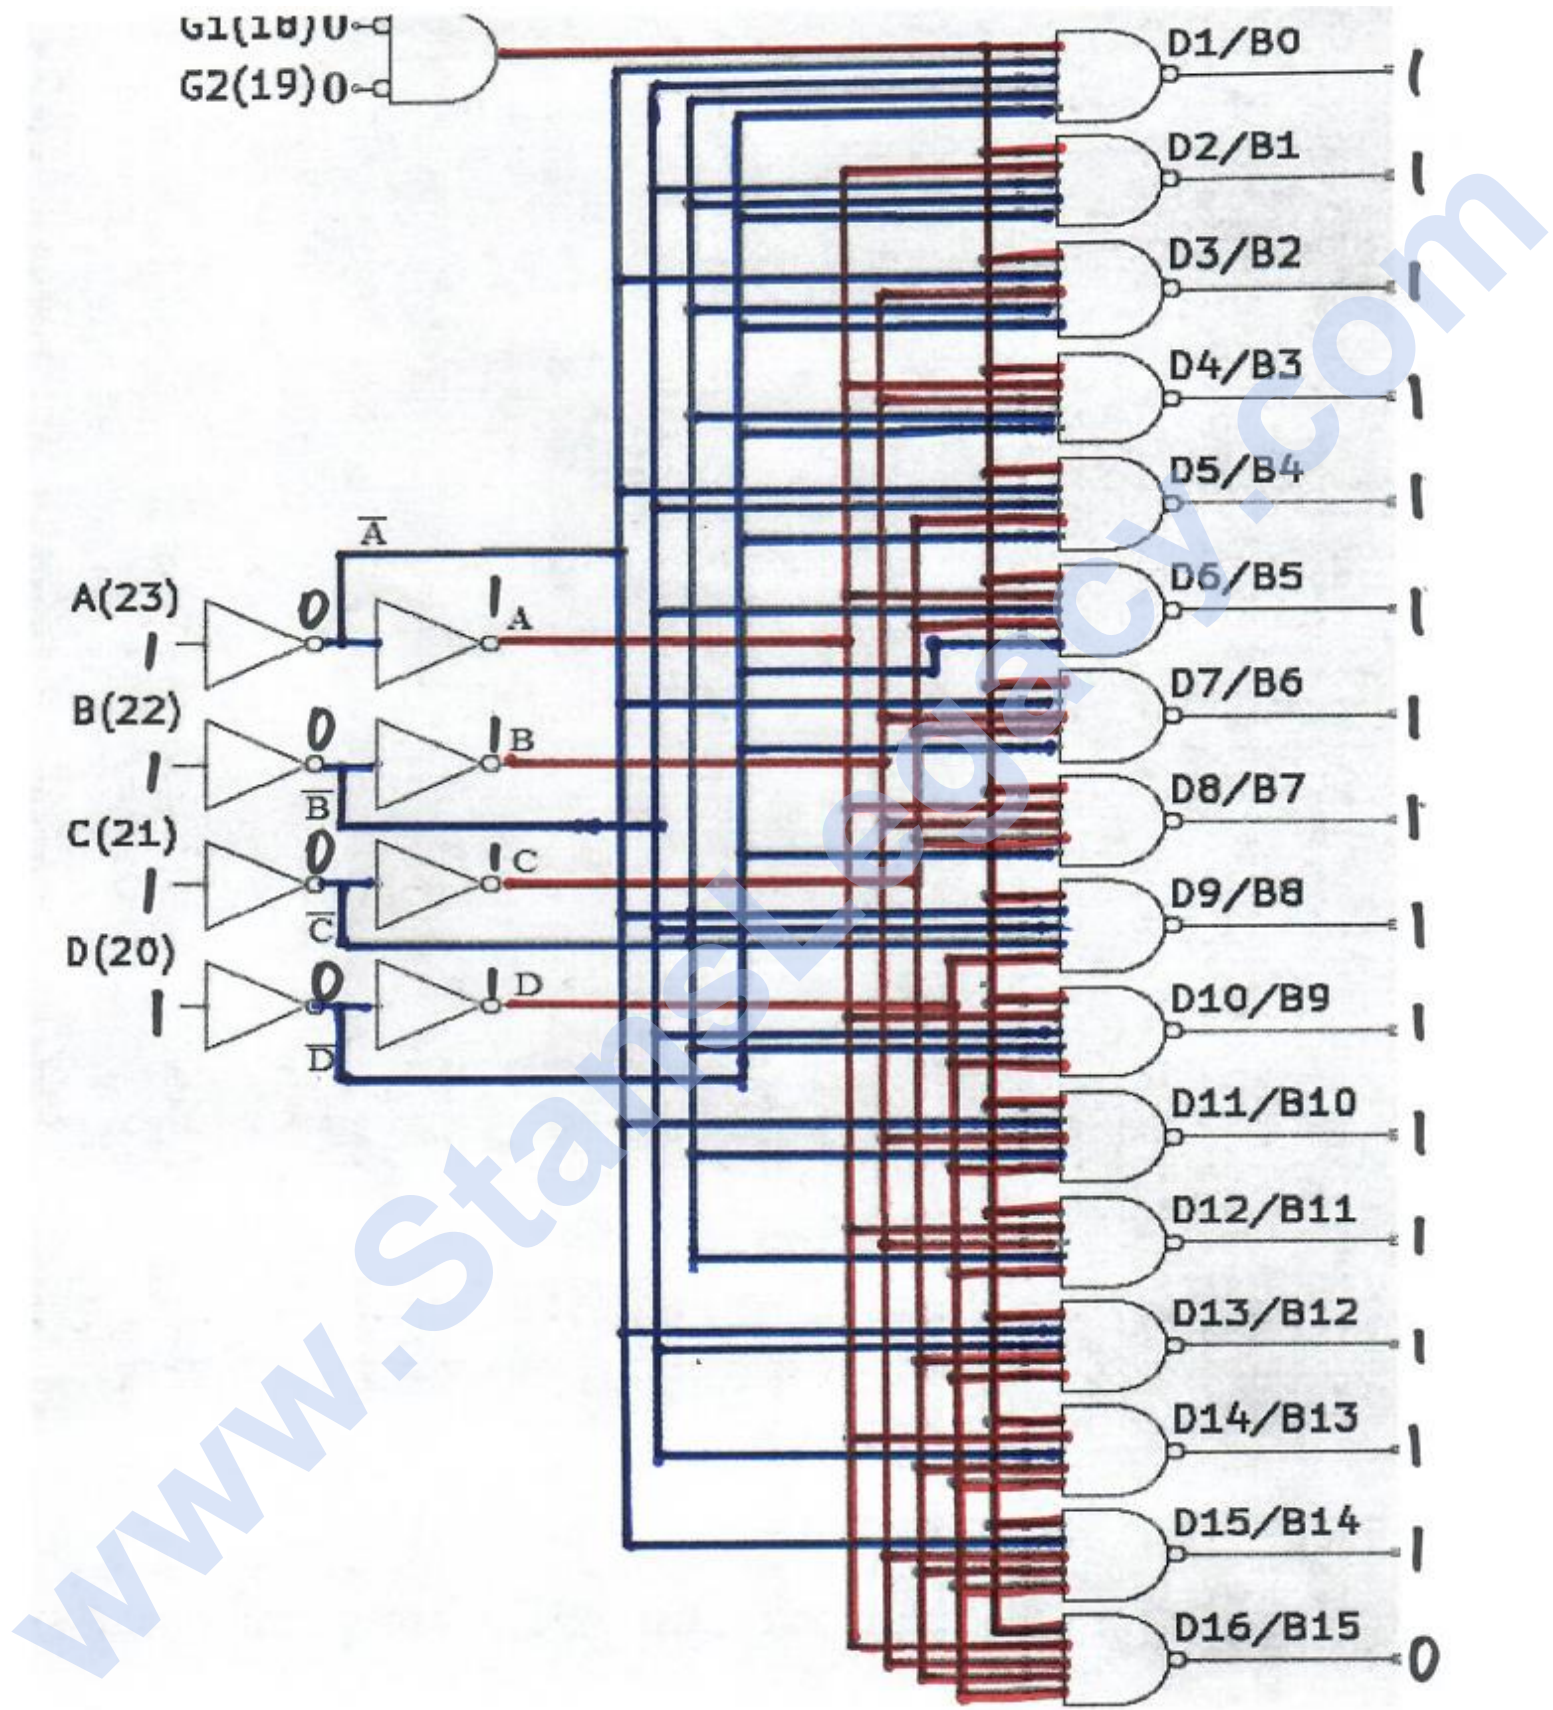 G1(18)0
G2(19)0
D1/B0 1
D2/B1 1
D3/B2 1
D4/B3 1
D5/B4 1
D6/B5 1
D7/B6 1
D8/B7 1
D9/B8 1
D10/B9 1
D11/B10 1
D12/B11 1
D13/B12 1
D14/B13 1
D15/B14 1
D16/B15 0
A̅
A(23) 0 1 A
1
B(22) 0 1 B
1
B̅
C(21) 0 1 C
1
C̅
D(20) 0 1 D
1
D̅
www.StansLegacy.com